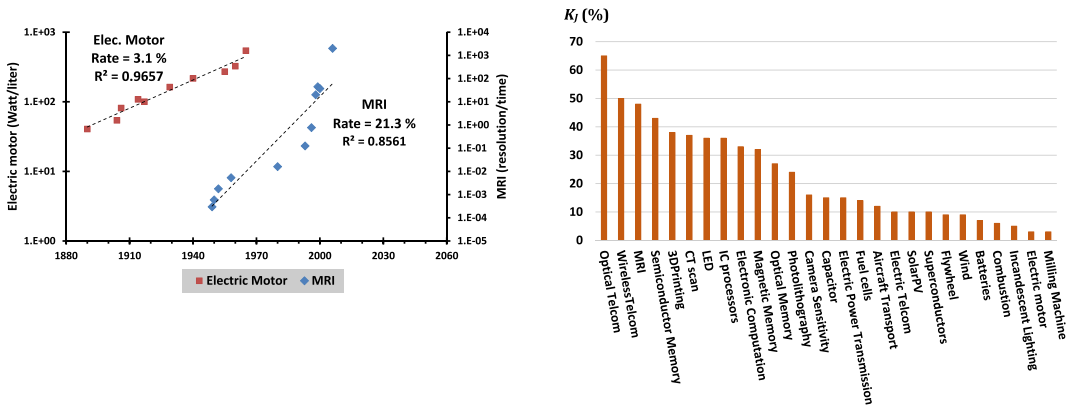 Elec. Motor
Rate = 3.1 %
R² = 0.9657
MRI
Rate = 21.3 %
R² = 0.8561
Electric motor (Watt/liter)
1.E+03
1.E+02
1.E+01
1.E+00
MRI (resolution/time)
1.E+04
1.E+03
1.E+02
1.E+01
1.E+00
1.E-01
1.E-02
1.E-03
1.E-04
1.E-05
1880 1910 1940 1970 2000 2030 2060
Electric Motor MRI
K_J (%)
70
60
50
40
30
20
10
0
Optical Telcom
WirelessTelcom
MRI
Semiconductor Memory
3DPrinting
CT scan
LED
IC processors
Electronic Computation
Magnetic Memory
Optical Memory
Photolithography
Camera Sensitivity
Capacitor
Electric Power Transmission
Fuel cells
Aircraft Transport
Electric Telcom
SolarPV
Superconductors
Flywheel
Wind
Batteries
Combustion
Incandescent Lighting
Electric motor
Milling Machine